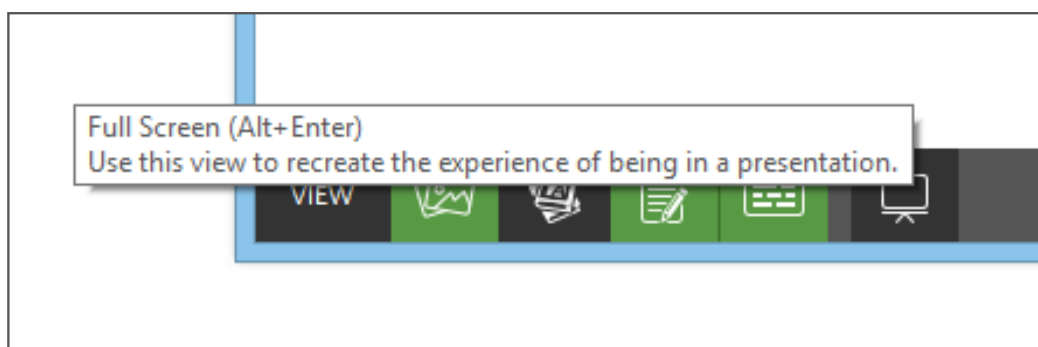 Full Screen (Alt+Enter)
Use this view to recreate the experience of being in a presentation.
VIEW